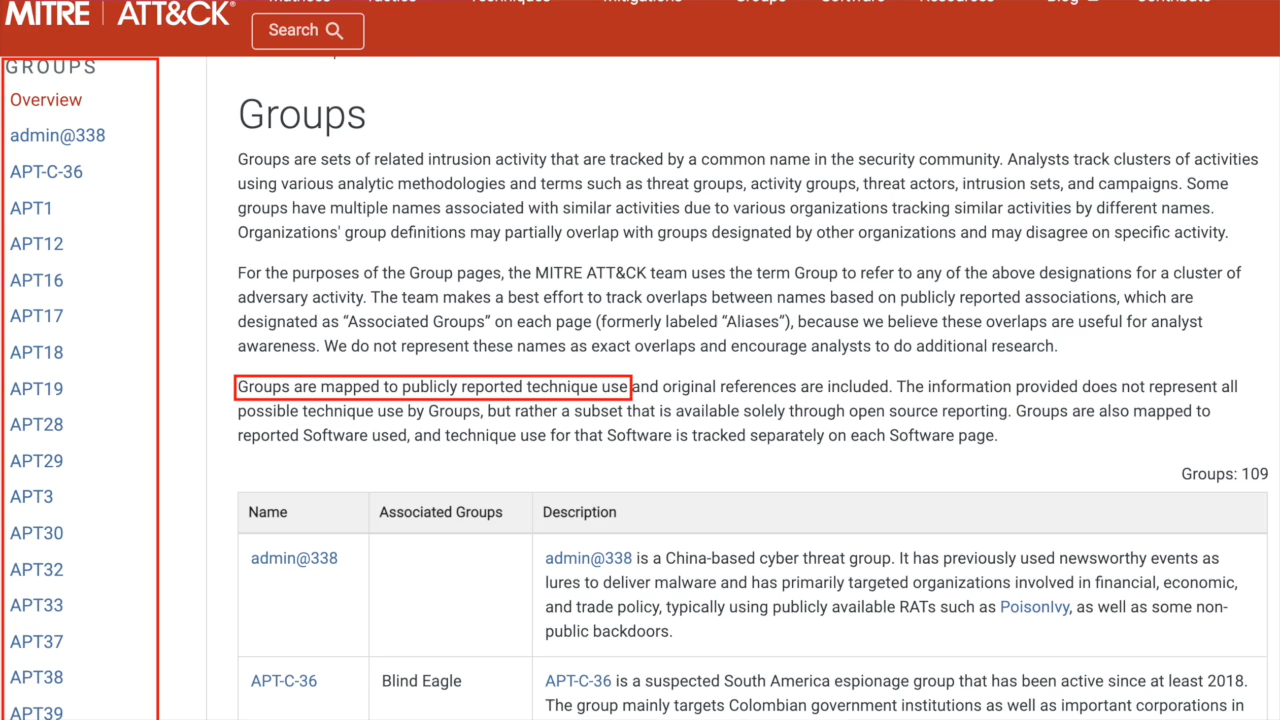 MITRE | ATT&CK®
Matrices Tactics Techniques Mitigations Groups Software Resources Blog Contribute
Search
GROUPS
Overview
admin@338
APT-C-36
APT1
APT12
APT16
APT17
APT18
APT19
APT28
APT29
APT3
APT30
APT32
APT33
APT37
APT38
APT39
Groups
Groups are sets of related intrusion activity that are tracked by a common name in the security community. Analysts track clusters of activities
using various analytic methodologies and terms such as threat groups, activity groups, threat actors, intrusion sets, and campaigns. Some
groups have multiple names associated with similar activities due to various organizations tracking similar activities by different names.
Organizations' group definitions may partially overlap with groups designated by other organizations and may disagree on specific activity.
For the purposes of the Group pages, the MITRE ATT&CK team uses the term Group to refer to any of the above designations for a cluster of
adversary activity. The team makes a best effort to track overlaps between names based on publicly reported associations, which are
designated as “Associated Groups” on each page (formerly labeled “Aliases”), because we believe these overlaps are useful for analyst
awareness. We do not represent these names as exact overlaps and encourage analysts to do additional research.
Groups are mapped to publicly reported technique use and original references are included. The information provided does not represent all
possible technique use by Groups, but rather a subset that is available solely through open source reporting. Groups are also mapped to
reported Software used, and technique use for that Software is tracked separately on each Software page.
Groups: 109
Name Associated Groups Description
admin@338 admin@338 is a China-based cyber threat group. It has previously used newsworthy events as
lures to deliver malware and has primarily targeted organizations involved in financial, economic,
and trade policy, typically using publicly available RATs such as PoisonIvy, as well as some non-
public backdoors.
APT-C-36 Blind Eagle APT-C-36 is a suspected South America espionage group that has been active since at least 2018.
The group mainly targets Colombian government institutions as well as important corporations in